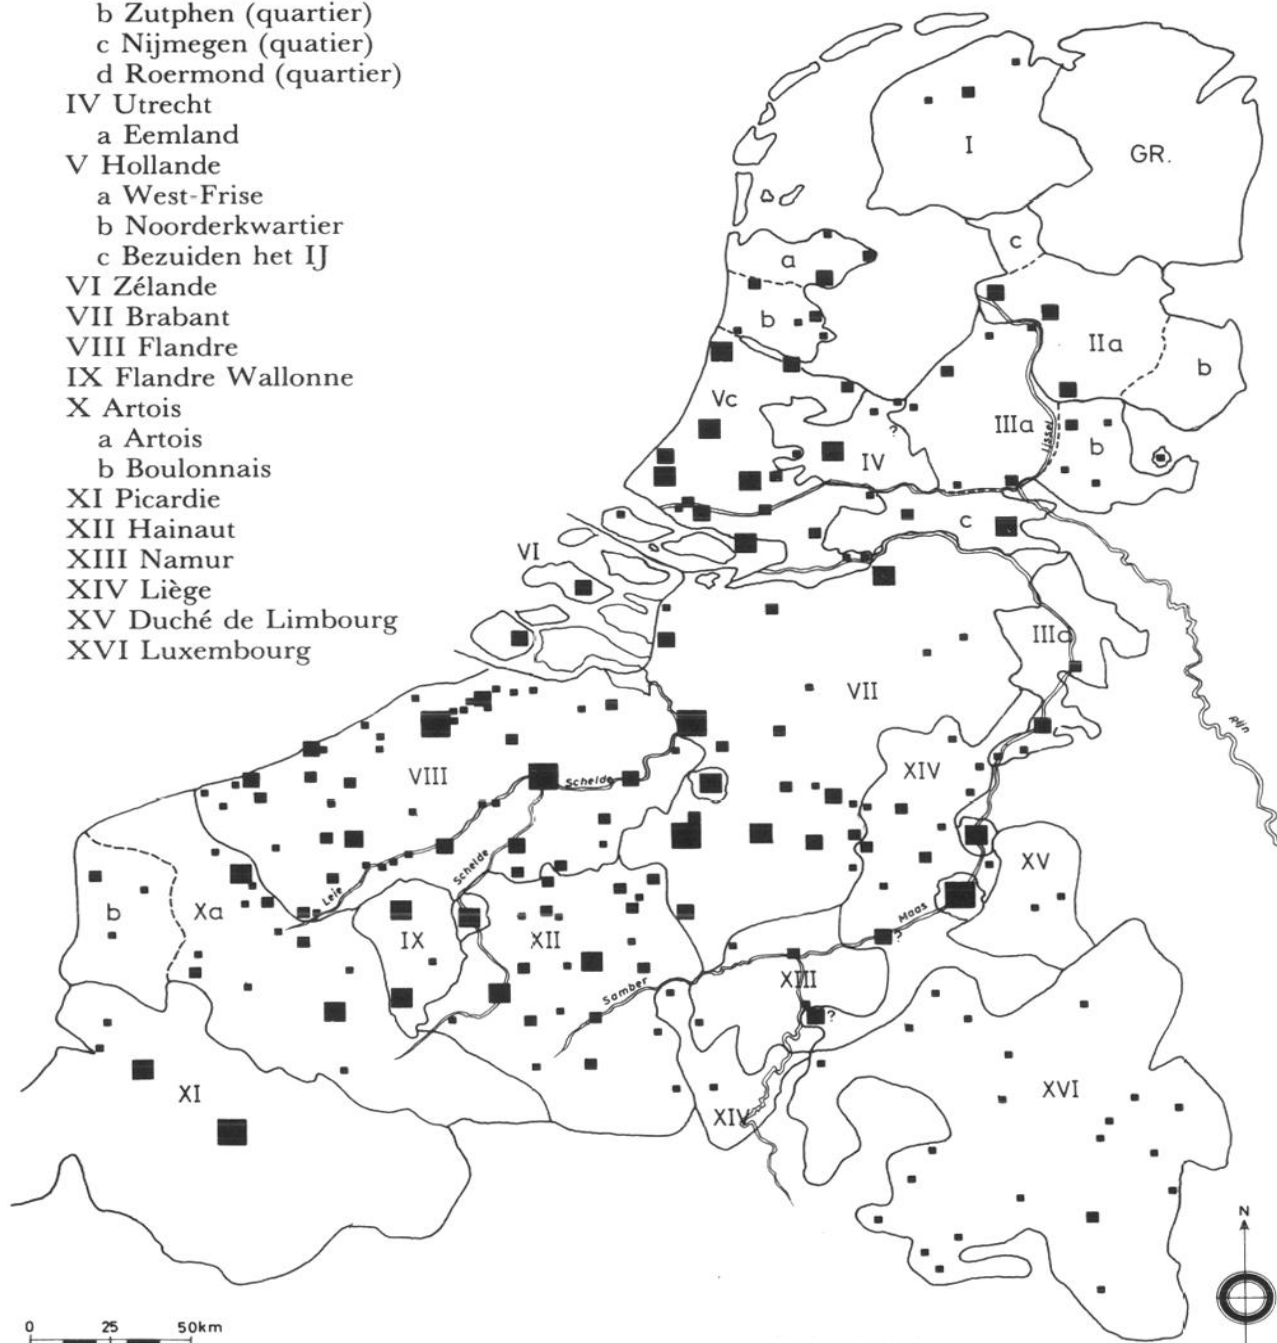 b Zutphen (quartier)
c Nijmegen (quatier)
d Roermond (quartier)
IV Utrecht
a Eemland
V Hollande
a West-Frise
b Noorderkwartier
c Bezuiden het IJ
VI Zélande
VII Brabant
VIII Flandre
IX Flandre Wallonne
X Artois
a Artois
b Boulonnais
XI Picardie
XII Hainaut
XIII Namur
XIV Liège
XV Duché de Limbourg
XVI Luxembourg
I
GR.
c
a
b
IIa
b
Vc
IIIa
IJssel
b
?
IV
c
VI
IIId
VII
Rijn
VIII
Schelde
XIV
Schelde
XV
Leie
b
Xa
IX
XII
Maas
?
XIII
Samber
?
XI
XIV
XVI
N
0 25 50km